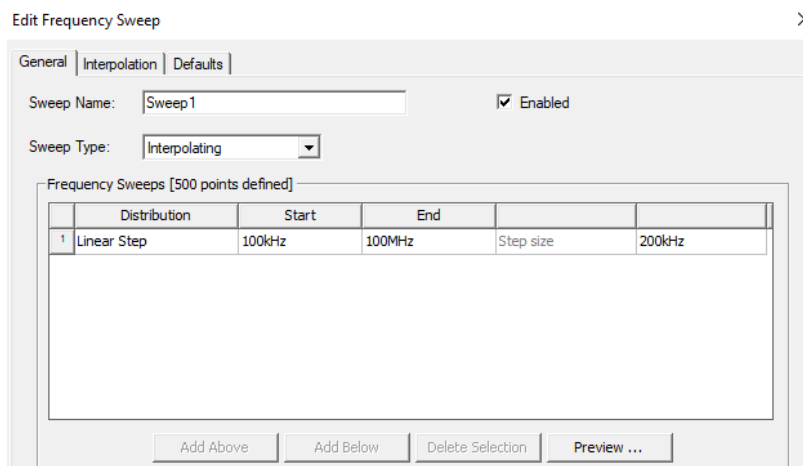 Edit Frequency Sweep
General Interpolation Defaults
Sweep Name: Sweep1 Enabled
Sweep Type: Interpolating
Frequency Sweeps [500 points defined]
Distribution Start End
1 Linear Step 100kHz 100MHz Step size 200kHz
Add Above Add Below Delete Selection Preview ...